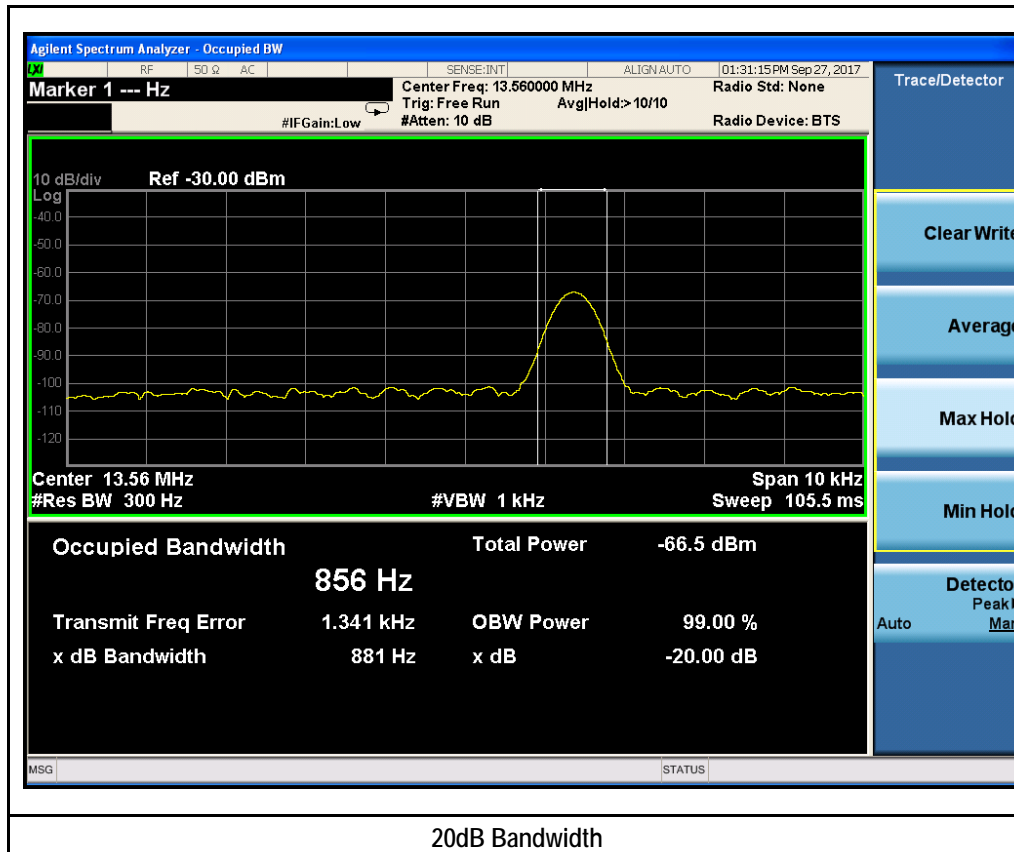 Agilent Spectrum Analyzer - Occupied BW
LXI RF 50 Ω AC SENSE:INT ALIGN AUTO 01:31:15 PM Sep 27, 2017
Marker 1 --- Hz
Center Freq: 13.560000 MHz Radio Std: None
Trig: Free Run Avg|Hold:> 10/10
#IFGain:Low #Atten: 10 dB Radio Device: BTS
Trace/Detector
10 dB/div Ref -30.00 dBm
Log
-40.0
-50.0
-60.0
-70.0
-80.0
-90.0
-100
-110
-120
Center 13.56 MHz Span 10 kHz
#Res BW 300 Hz #VBW 1 kHz Sweep 105.5 ms
Occupied Bandwidth Total Power -66.5 dBm
856 Hz
Transmit Freq Error 1.341 kHz OBW Power 99.00 %
x dB Bandwidth 881 Hz x dB -20.00 dB
Clear Write
Average
Max Hold
Min Hold
Detecto
Peak
Auto Man
MSG STATUS
20dB Bandwidth